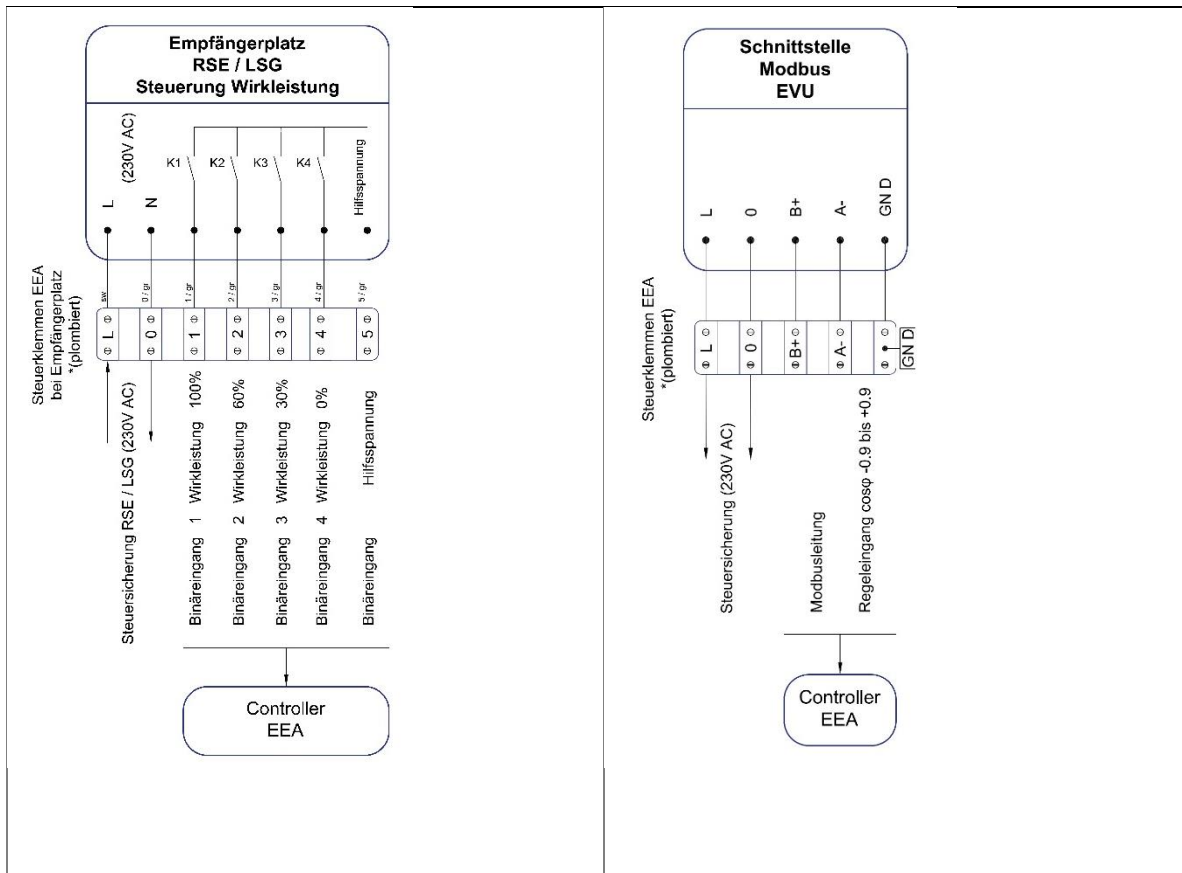 Empfängerplatz
RSE / LSG
Steuerung Wirkleistung
L
(230V AC)
N
K1
K2
K3
K4
Hilfsspannung
Steuerklemmen EEA
bei Empfängerplatz
*(plombiert)
sw
0 / gr
1 / gr
2 / gr
3 / gr
4 / gr
5 / gr
L
0
1
2
3
4
5
Steuersicherung RSE / LSG (230V AC)
Binäreingang 1 Wirkleistung 100%
Binäreingang 2 Wirkleistung 60%
Binäreingang 3 Wirkleistung 30%
Binäreingang 4 Wirkleistung 0%
Binäreingang Hilfsspannung
Controller
EEA
Schnittstelle
Modbus
EVU
L
0
B+
A-
GN D
Steuerklemmen EEA
*(plombiert)
L
0
B+
A-
GN D
Steuersicherung (230V AC)
Modbusleitung
Regeleingang cosφ -0.9 bis +0.9
Controller
EEA